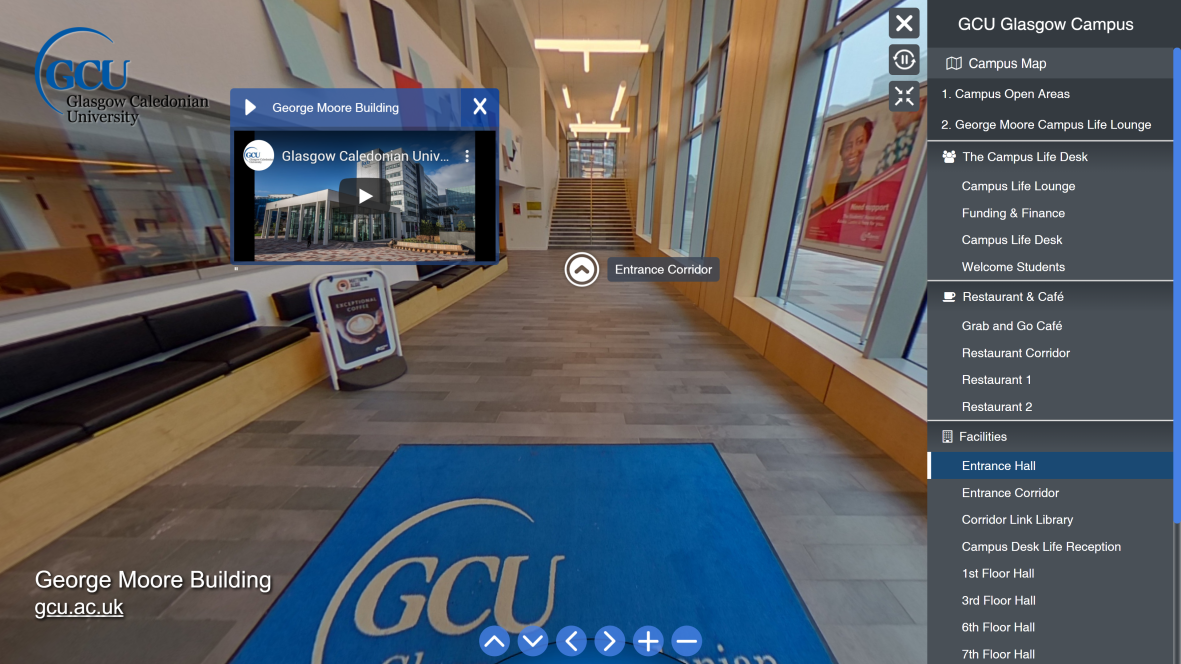 GCU
Glasgow Caledonian
University
George Moore Building
GCU
Glasgow Caledonian Univ...
Entrance Corridor
EXCEPTIONAL
COFFEE
Need support
GCU
George Moore Building
gcu.ac.uk
GCU Glasgow Campus
Campus Map
1. Campus Open Areas
2. George Moore Campus Life Lounge
The Campus Life Desk
Campus Life Lounge
Funding & Finance
Campus Life Desk
Welcome Students
Restaurant & Café
Grab and Go Café
Restaurant Corridor
Restaurant 1
Restaurant 2
Facilities
Entrance Hall
Entrance Corridor
Corridor Link Library
Campus Desk Life Reception
1st Floor Hall
3rd Floor Hall
6th Floor Hall
7th Floor Hall